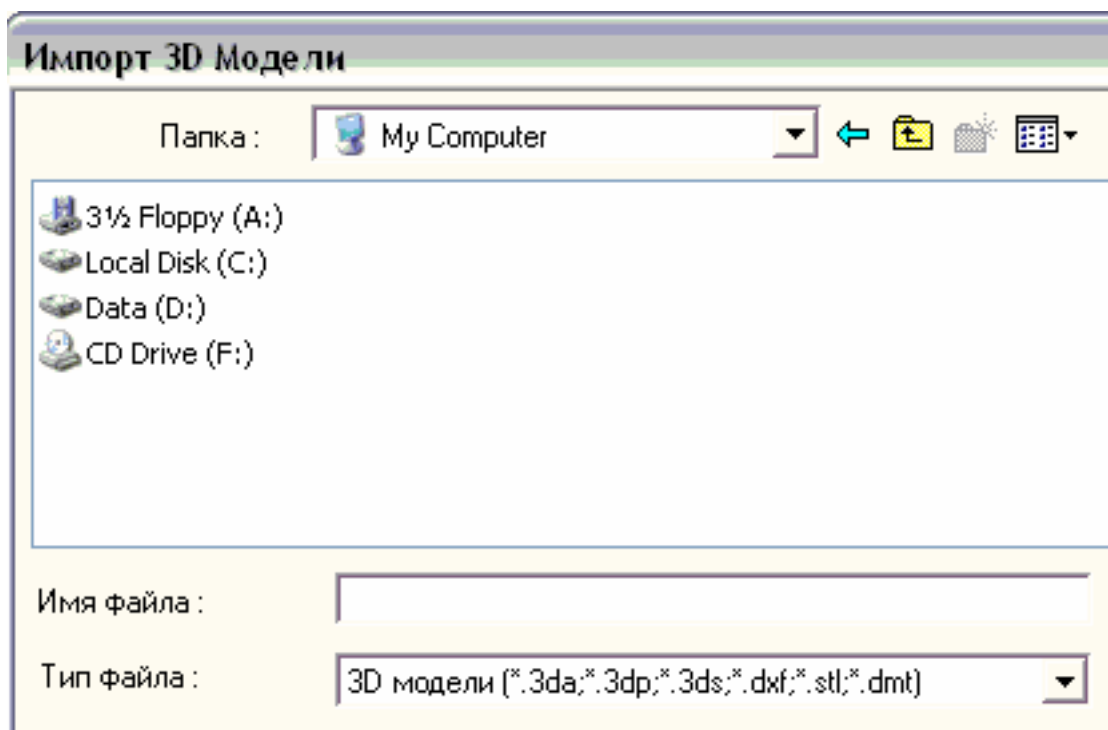 Импорт 3D Модели
Папка : My Computer
3½ Floppy (A:)
Local Disk (C:)
Data (D:)
CD Drive (F:)
Имя файла :
Тип файла : 3D модели (*.3da;*.3dp;*.3ds;*.dxf;*.stl;*.dmt)